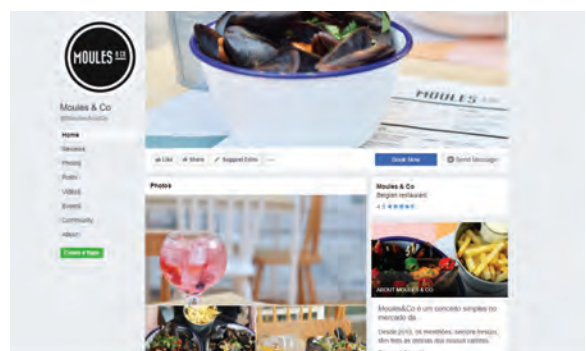 MOULES & CO
Moules & Co
Home
Reviews
Photos
Posts
Videos
Events
Community
About
Create a Page
MOULES
Like
Share
Suggest Edits
...
Book Now
Send Message
Photos
Moules & Co
Belgian restaurant
ABOUT MOULES & CO
Moules&Co é um conceito simples no
mercado da